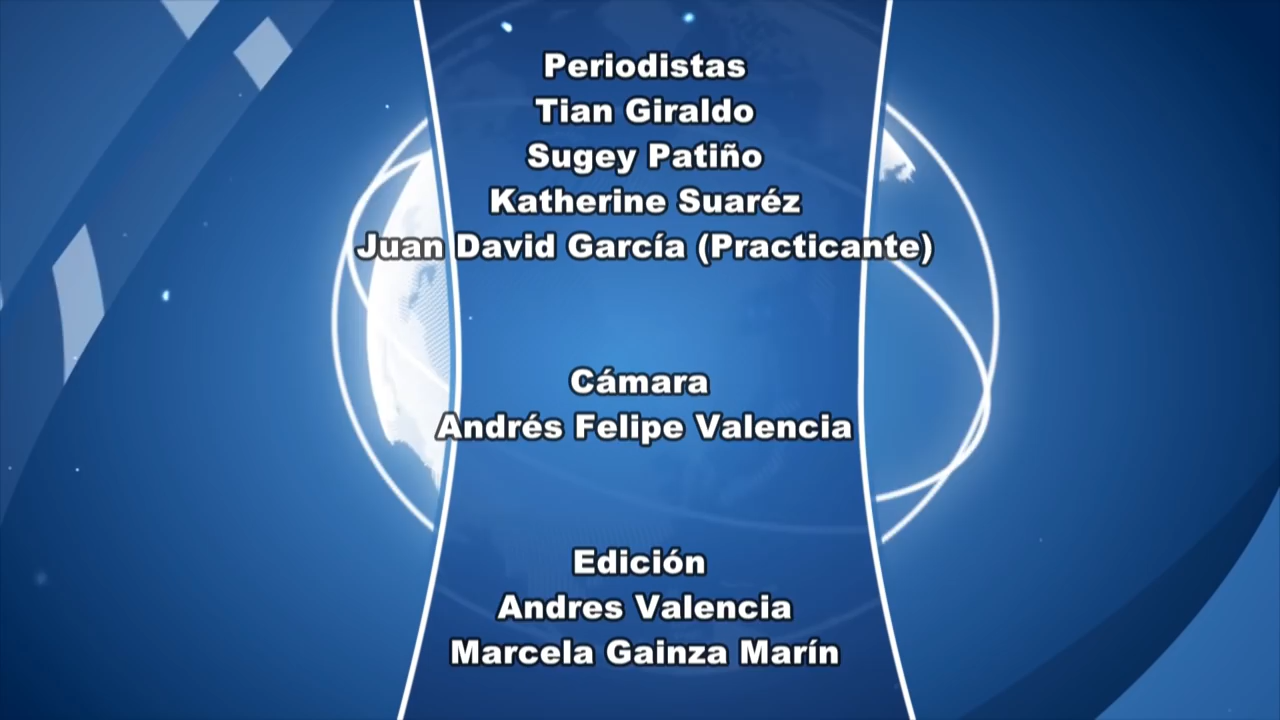 Periodistas
Tian Giraldo
Sugey Patiño
Katherine Suaréz
Juan David García (Practicante)
Cámara
Andrés Felipe Valencia
Edición
Andres Valencia
Marcela Gainza Marín